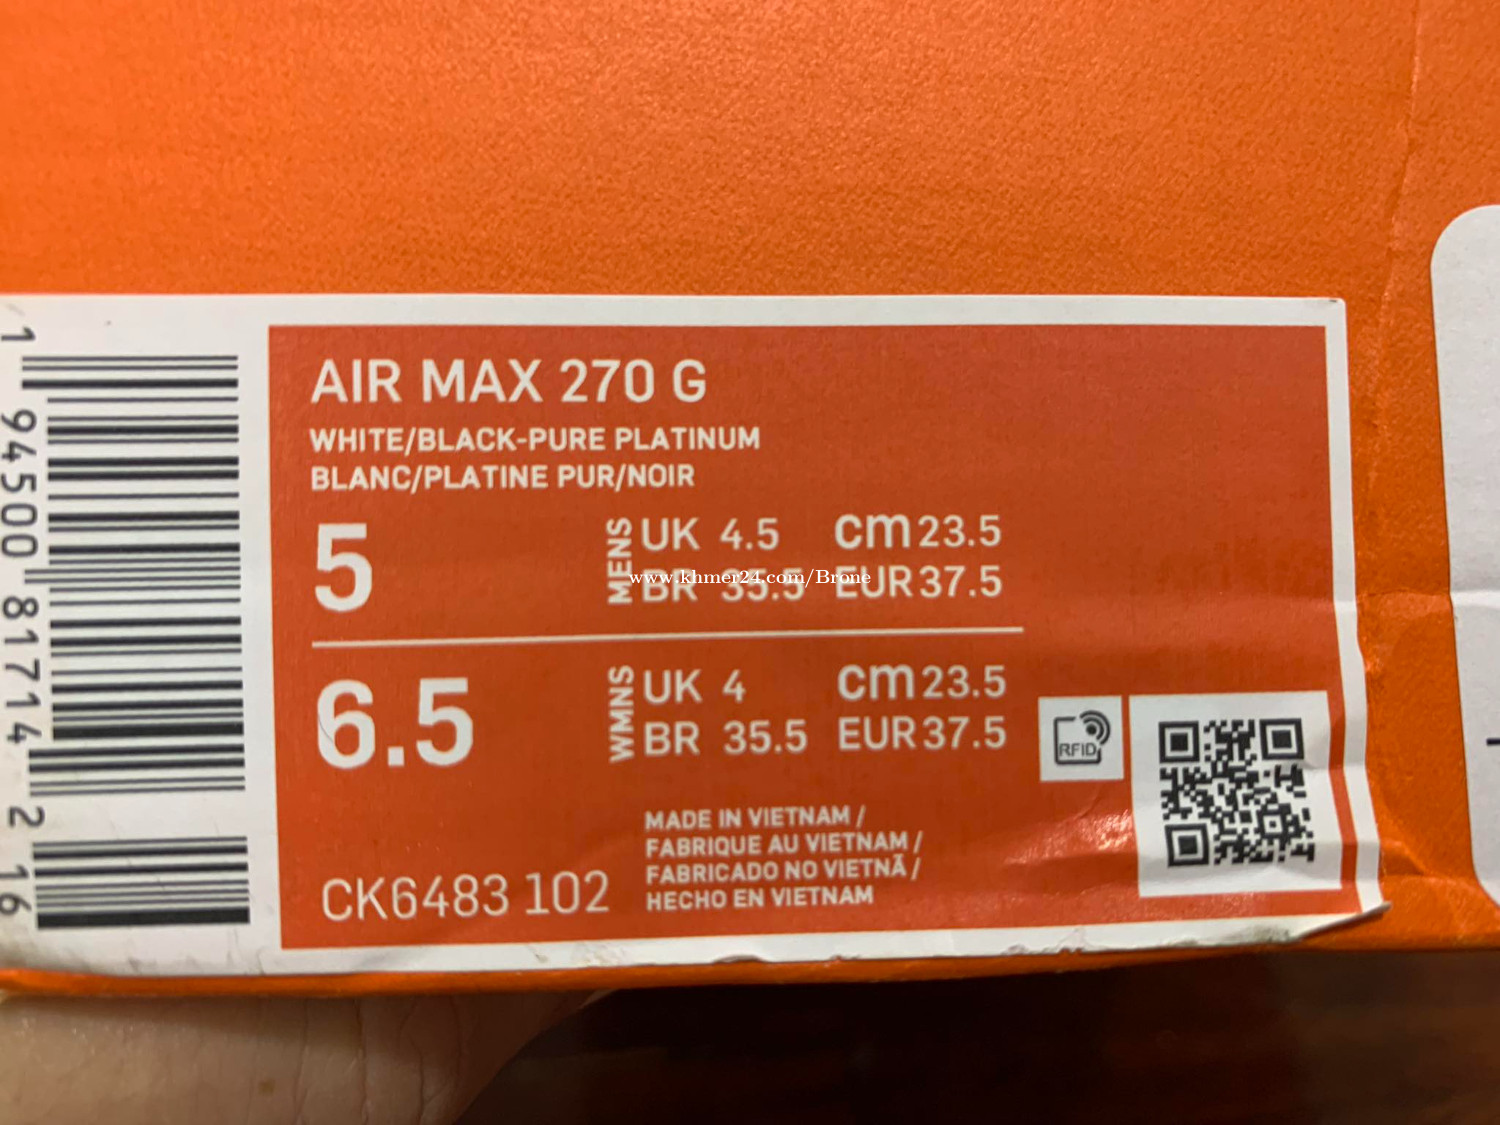 1 94500 81714 2 16
AIR MAX 270 G
WHITE/BLACK-PURE PLATINUM
BLANC/PLATINE PUR/NOIR
5 MENS UK 4.5 cm 23.5
BR 35.5 EUR 37.5
www.khmer24.com/Brone
6.5 WMNS UK 4 cm 23.5
BR 35.5 EUR 37.5
RFID
MADE IN VIETNAM /
FABRIQUE AU VIETNAM /
FABRICADO NO VIETNÃ /
HECHO EN VIETNAM
CK6483 102